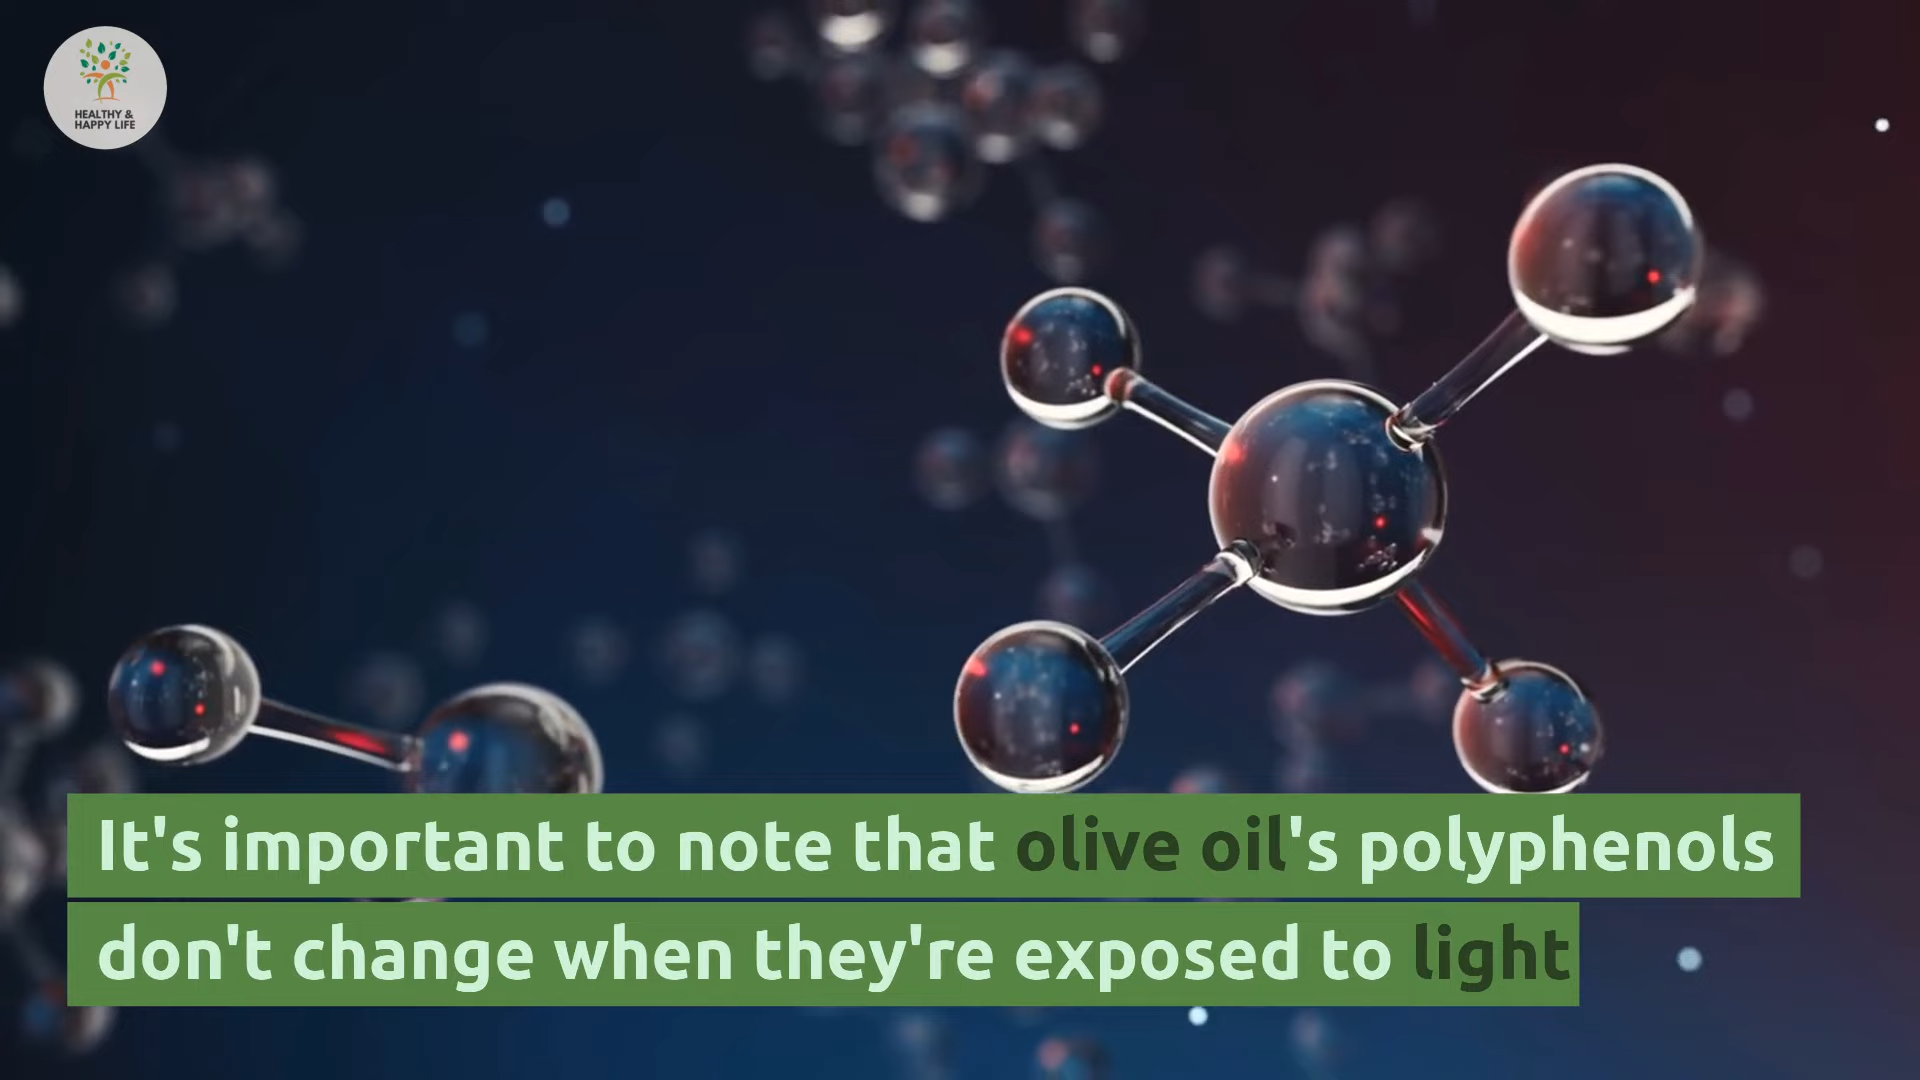 HEALTHY &
HAPPY LIFE
It's important to note that olive oil's polyphenols
don't change when they're exposed to light